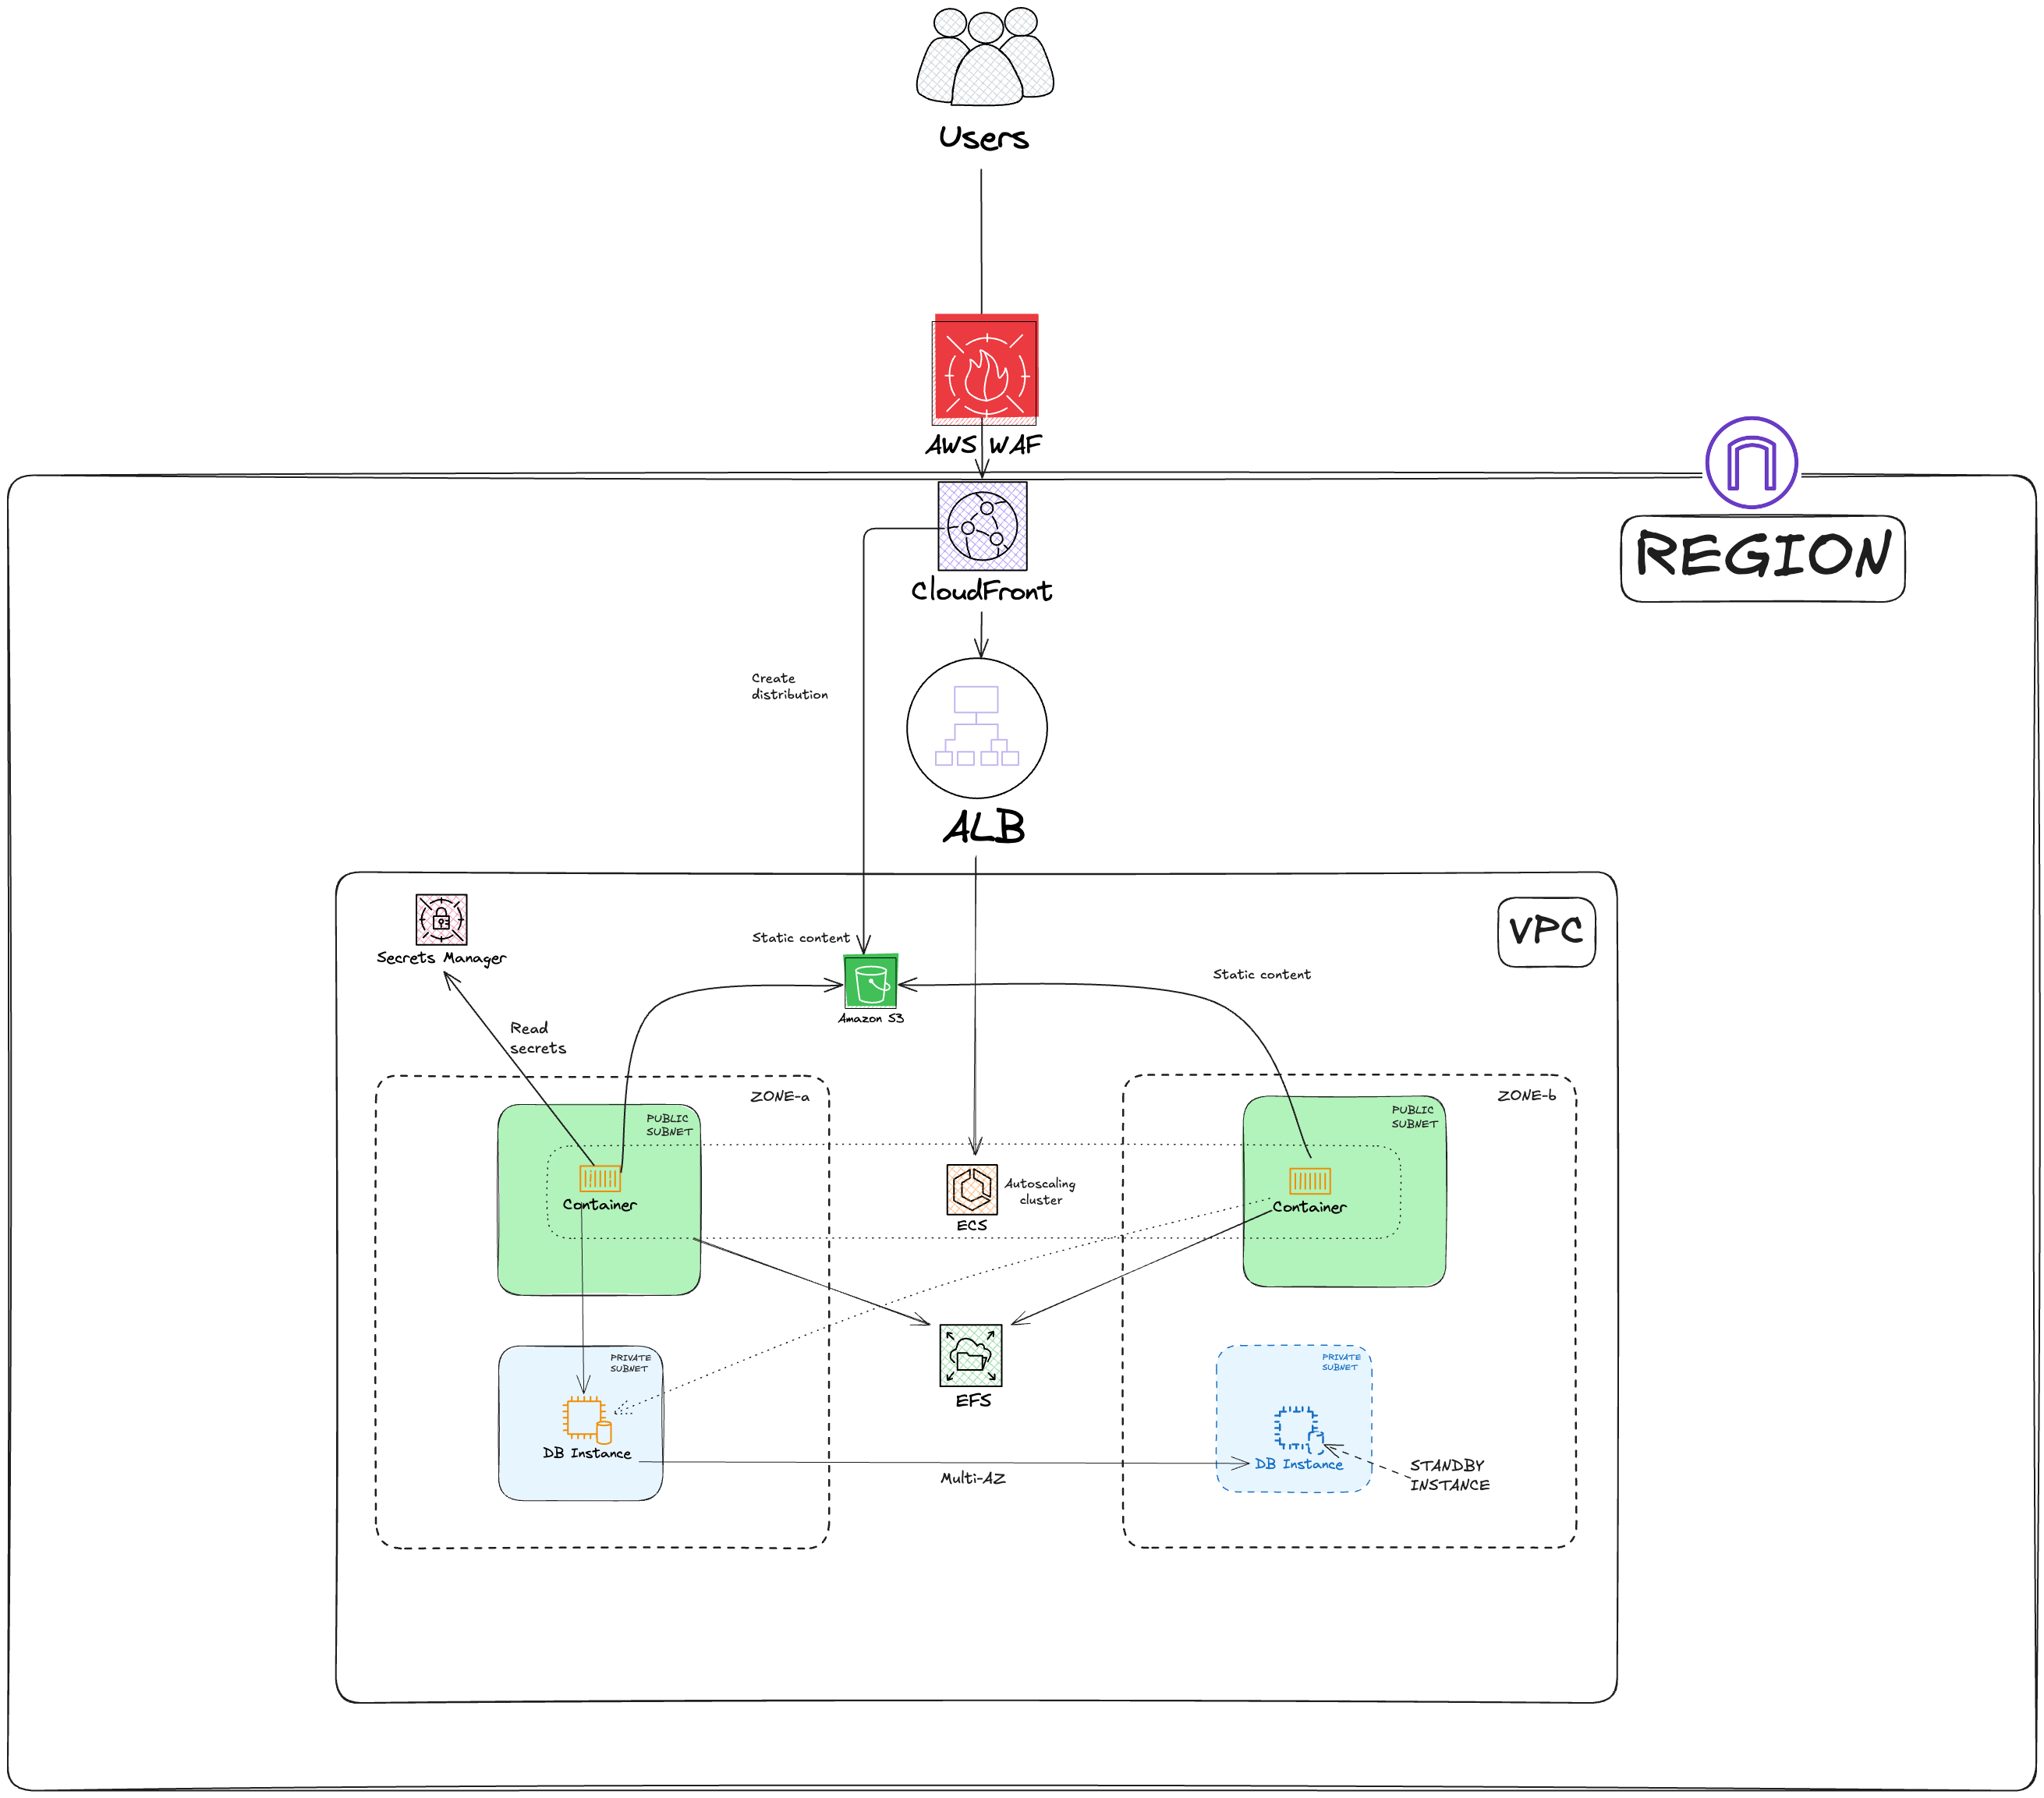 Users
AWS WAF
REGION
CloudFront
Create
distribution
ALB
VPC
Secrets Manager
Static content
Static content
Amazon S3
Read
secrets
ZONE-a
ZONE-b
PUBLIC
SUBNET
PUBLIC
SUBNET
Container
Autoscaling
cluster
ECS
Container
PRIVATE
SUBNET
PRIVATE
SUBNET
EFS
DB Instance
DB Instance
STANDBY
INSTANCE
Multi-AZ